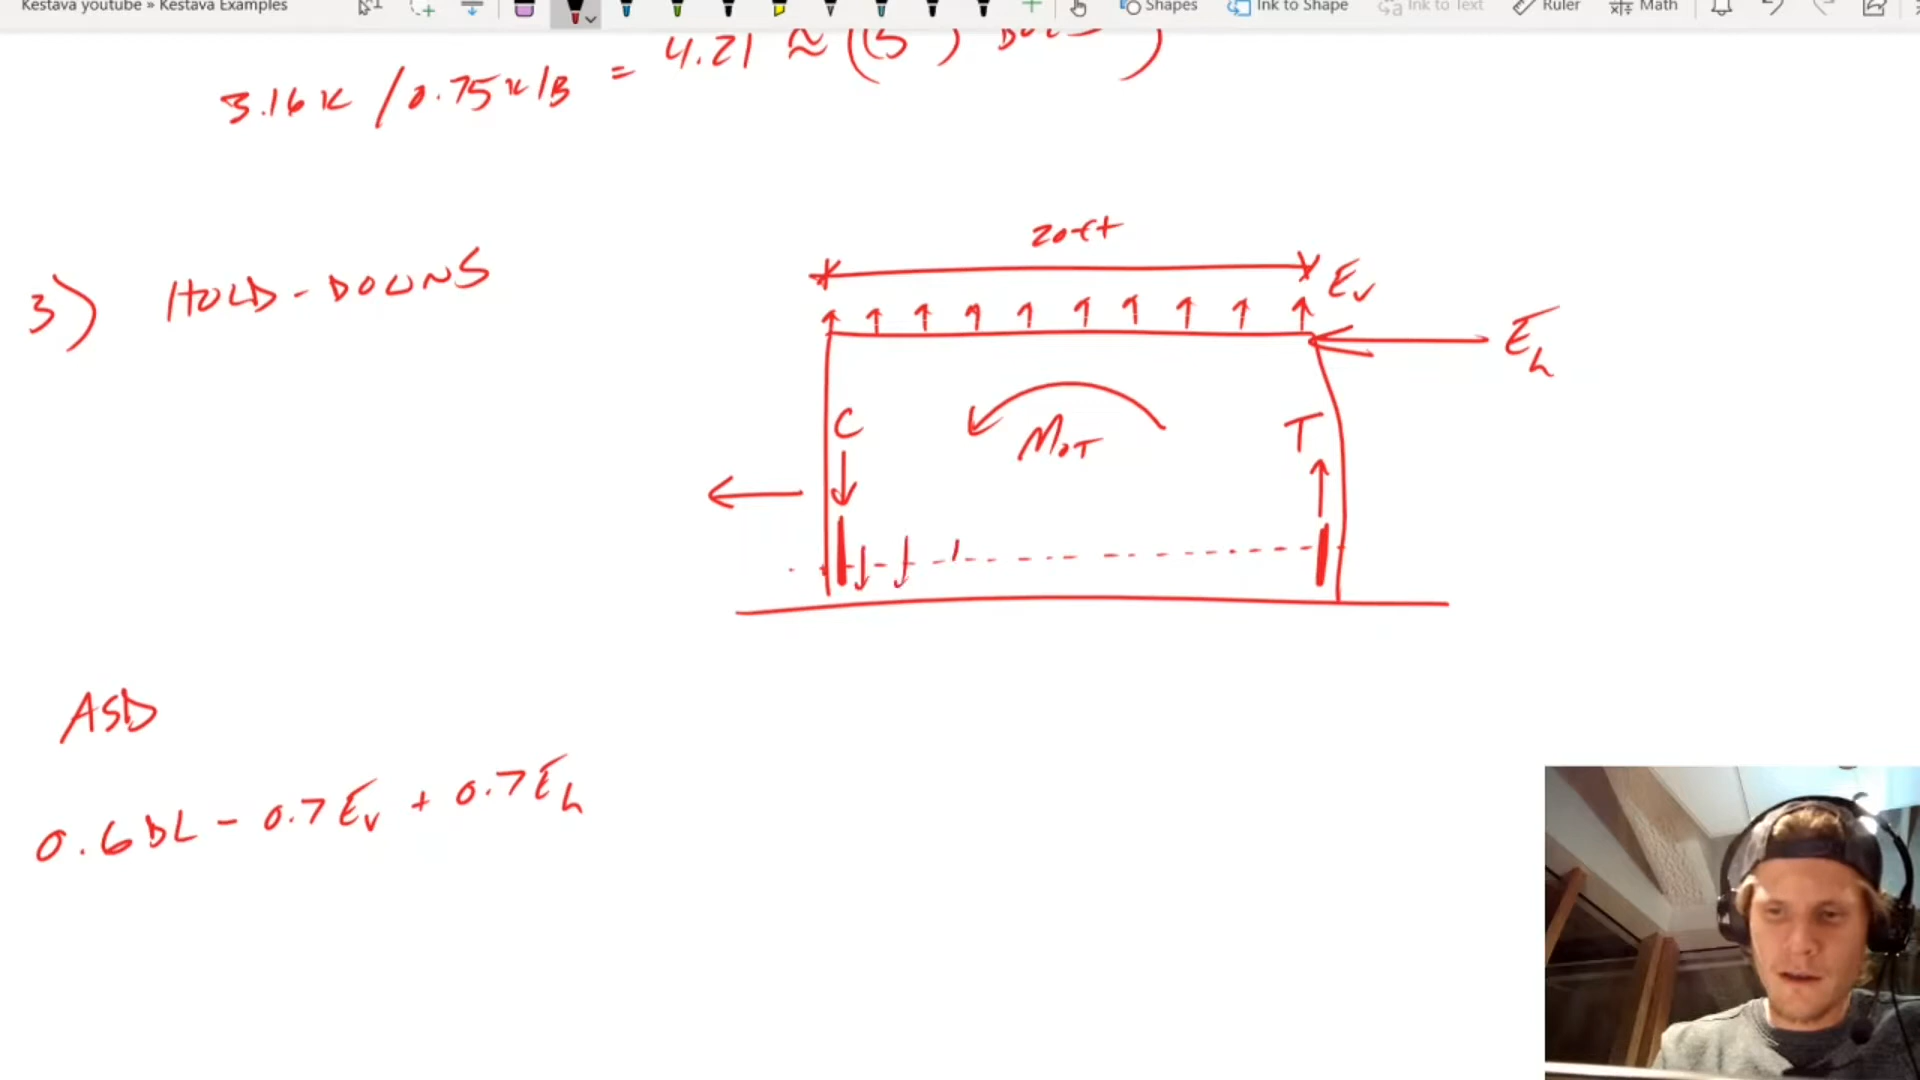 Kestava youtube » Kestava Examples
Shapes Ink to Shape Ink to Text Ruler Math
3.16K /0.75K/B = 4.21 ≈ (5
3) HOLD-DOWNS
20ft
Ev
Eh
C
MOT
T
ASD
0.6DL - 0.7Ev + 0.7Eh